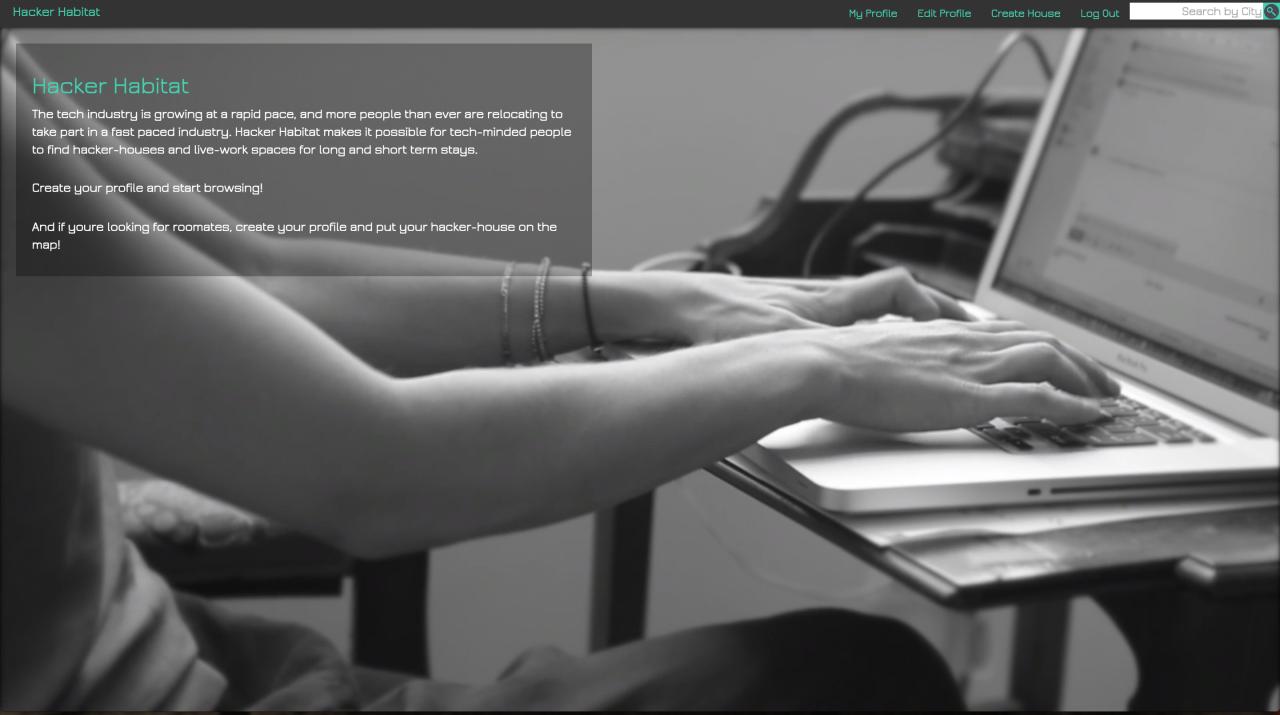 Hacker Habitat
My Profile Edit Profile Create House Log Out Search by City
Hacker Habitat
The tech industry is growing at a rapid pace, and more people than ever are relocating to
take part in a fast paced industry. Hacker Habitat makes it possible for tech-minded people
to find hacker-houses and live-work spaces for long and short term stays.
Create your profile and start browsing!
And if youre looking for roomates, create your profile and put your hacker-house on the
map!